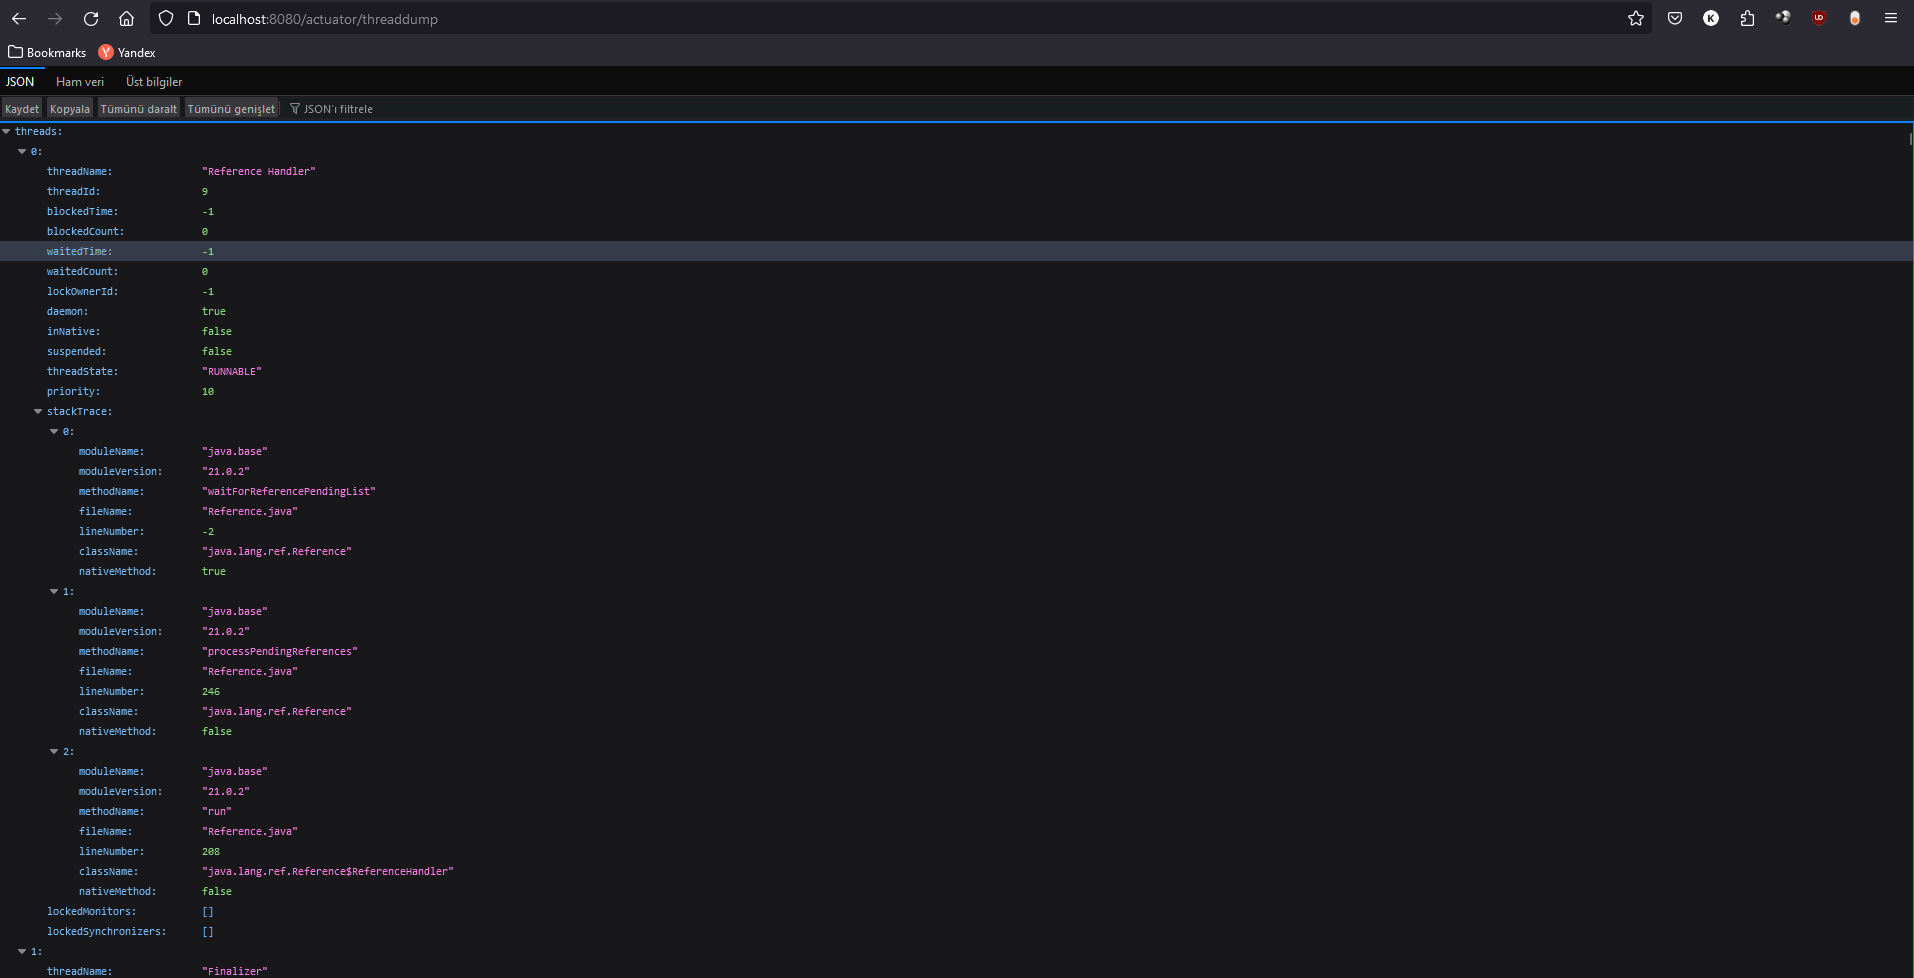 localhost:8080/actuator/threaddump
K
UD
Bookmarks Y Yandex
JSON Ham veri Üst bilgiler
Kaydet Kopyala Tümünü daralt Tümünü genişlet JSON'ı filtrele
threads:
0:
threadName: "Reference Handler"
threadId: 9
blockedTime: -1
blockedCount: 0
waitedTime: -1
waitedCount: 0
lockOwnerId: -1
daemon: true
inNative: false
suspended: false
threadState: "RUNNABLE"
priority: 10
stackTrace:
0:
moduleName: "java.base"
moduleVersion: "21.0.2"
methodName: "waitForReferencePendingList"
fileName: "Reference.java"
lineNumber: -2
className: "java.lang.ref.Reference"
nativeMethod: true
1:
moduleName: "java.base"
moduleVersion: "21.0.2"
methodName: "processPendingReferences"
fileName: "Reference.java"
lineNumber: 246
className: "java.lang.ref.Reference"
nativeMethod: false
2:
moduleName: "java.base"
moduleVersion: "21.0.2"
methodName: "run"
fileName: "Reference.java"
lineNumber: 208
className: "java.lang.ref.Reference$ReferenceHandler"
nativeMethod: false
lockedMonitors: []
lockedSynchronizers: []
1:
threadName: "Finalizer"